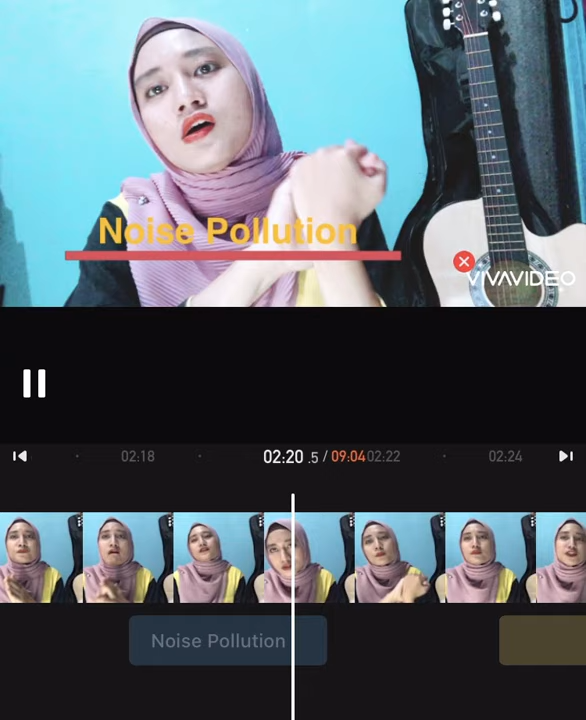 Noise Pollution
VIVAVIDEO
02:18
02:20 .5 / 09:04
02:22
02:24
Noise Pollution